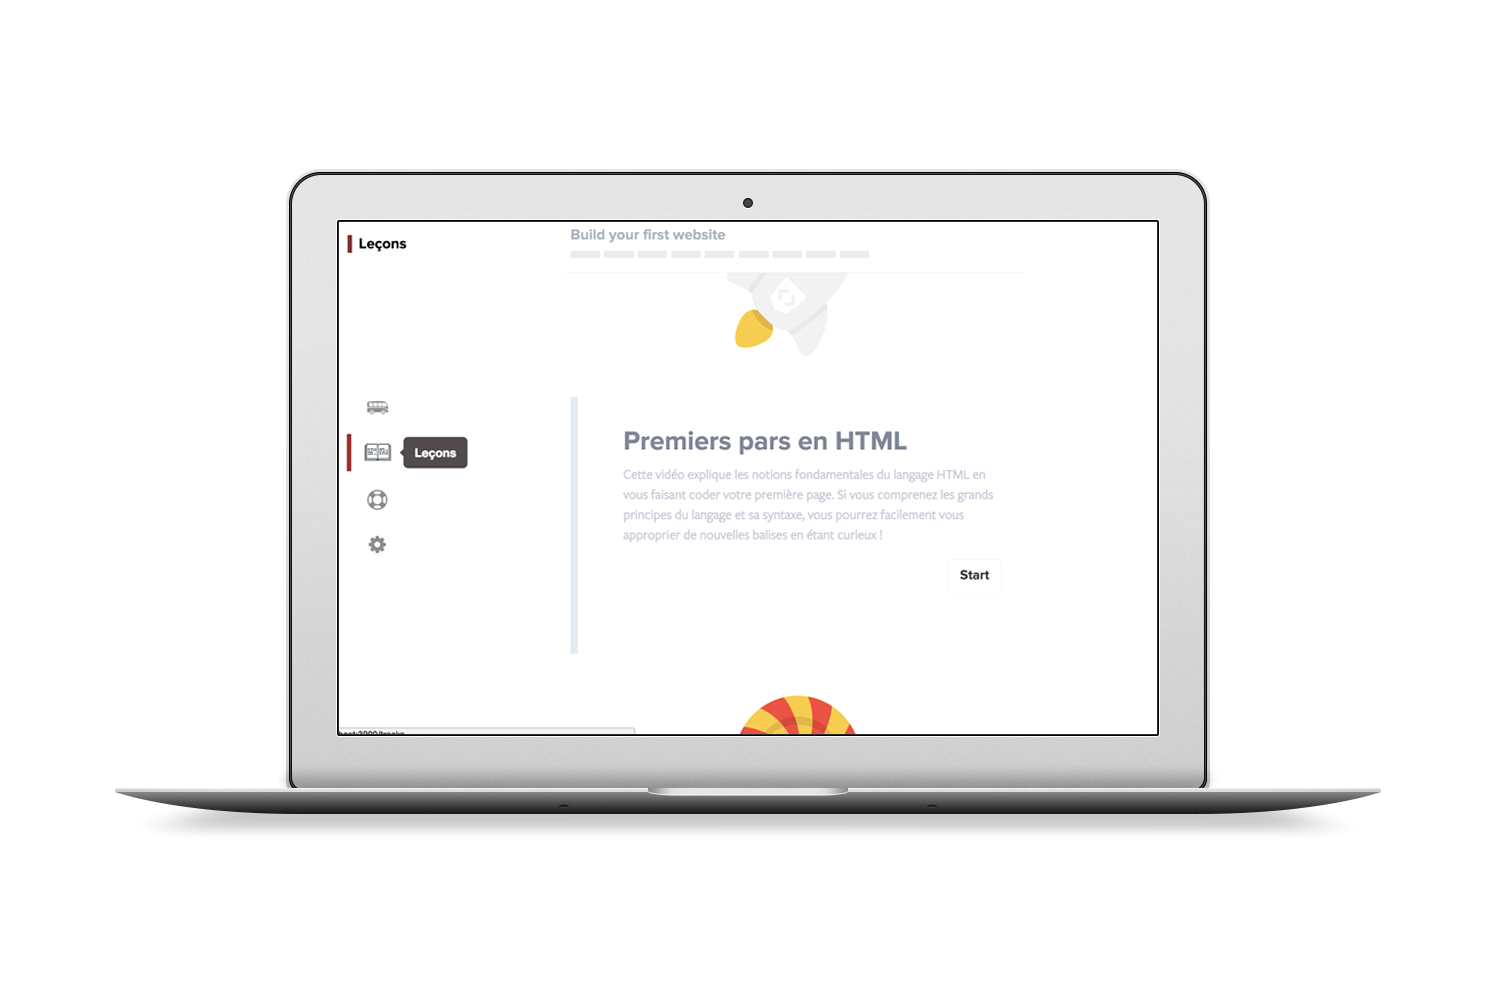 Leçons
Build your first website
Leçons
Premiers pars en HTML
Cette vidéo explique les notions fondamentales du langage HTML en
vous faisant coder votre première page. Si vous comprenez les grands
principes du langage et sa syntaxe, vous pourrez facilement vous
approprier de nouvelles balises en étant curieux !
Start